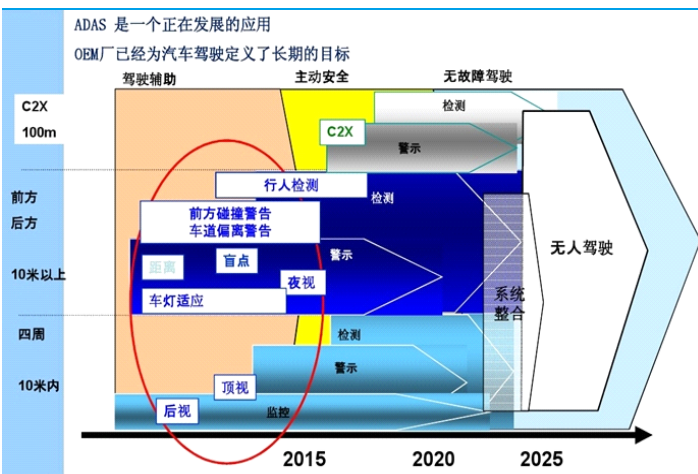 ADAS 是一个正在发展的应用
OEM厂已经为汽车驾驶定义了长期的目标
驾驶辅助
主动安全
无故障驾驶
C2X
100m
检测
C2X
警示
行人检测
检测
前方
后方
前方碰撞警告
车道偏离警告
10米以上
距离
盲点
警示
夜视
车灯适应
无人驾驶
系统
整合
四周
检测
10米内
警示
顶视
后视
监控
2015
2020
2025